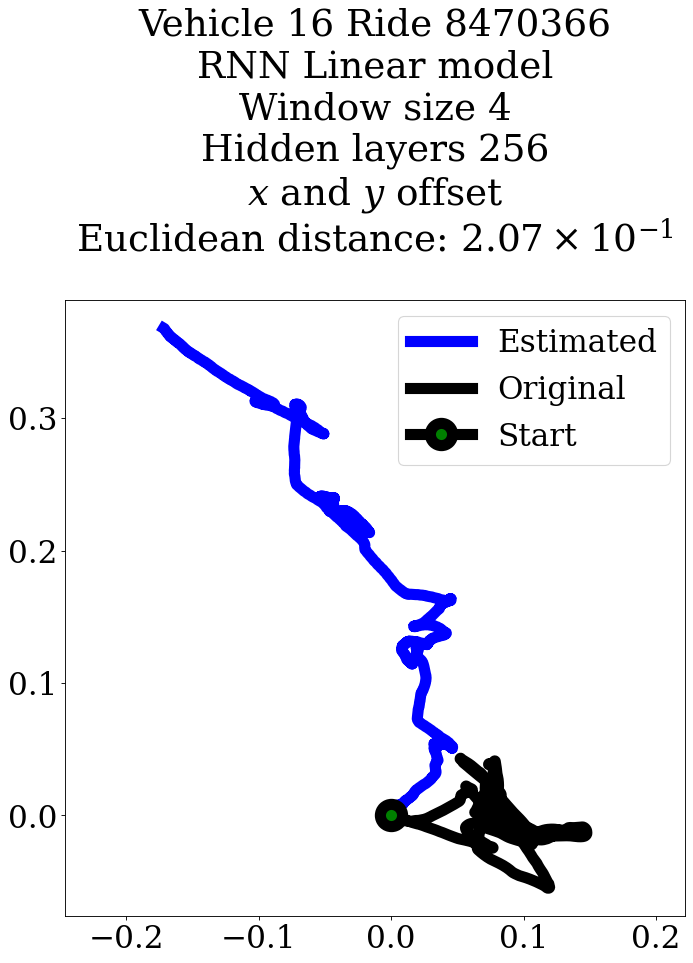 Vehicle 16 Ride 8470366
RNN Linear model
Window size 4
Hidden layers 256
x and y offset
Euclidean distance: 2.07 × 10⁻¹
Estimated
Original
Start
0.3
0.2
0.1
0.0
−0.2 −0.1 0.0 0.1 0.2